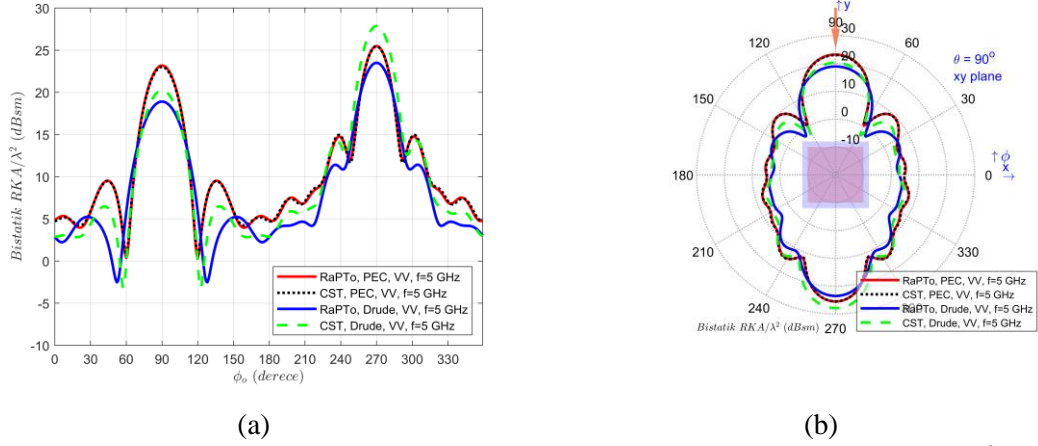 30
25
20
15
10
5
0
-5
-10
0 30 60 90 120 150 180 210 240 270 300 330
Bistatik RKA/λ² (dBsm)
ϕₒ (derece)
RaPTo, PEC, VV, f=5 GHz
CST, PEC, VV, f=5 GHz
RaPTo, Drude, VV, f=5 GHz
CST, Drude, VV, f=5 GHz
(a)
↑y
90
30
120
60
20
θ = 90°
xy plane
10
150
30
0
-10
↑ϕ
x
→
180
0
210
330
240
270
Bistatik RKA/λ² (dBsm)
RaPTo, PEC, VV, f=5 GHz
CST, PEC, VV, f=5 GHz
RaPTo, Drude, VV, f=5 GHz
CST, Drude, VV, f=5 GHz
(b)